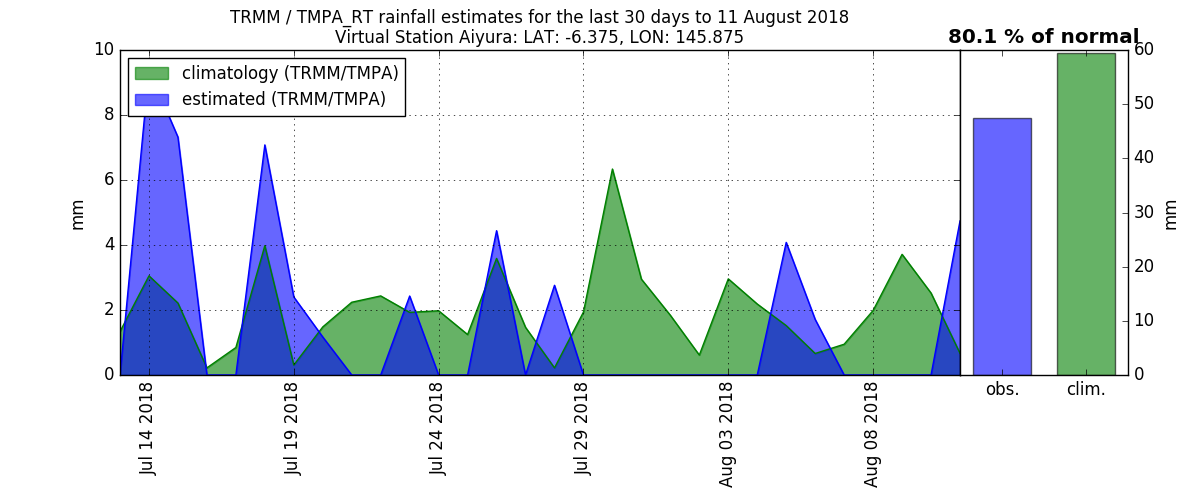 TRMM / TMPA_RT rainfall estimates for the last 30 days to 11 August 2018
Virtual Station Aiyura: LAT: -6.375, LON: 145.875
80.1 % of normal
climatology (TRMM/TMPA)
estimated (TRMM/TMPA)
10
8
6
4
2
0
mm
Jul 14 2018
Jul 19 2018
Jul 24 2018
Jul 29 2018
Aug 03 2018
Aug 08 2018
obs.
clim.
60
50
40
30
20
10
0
mm